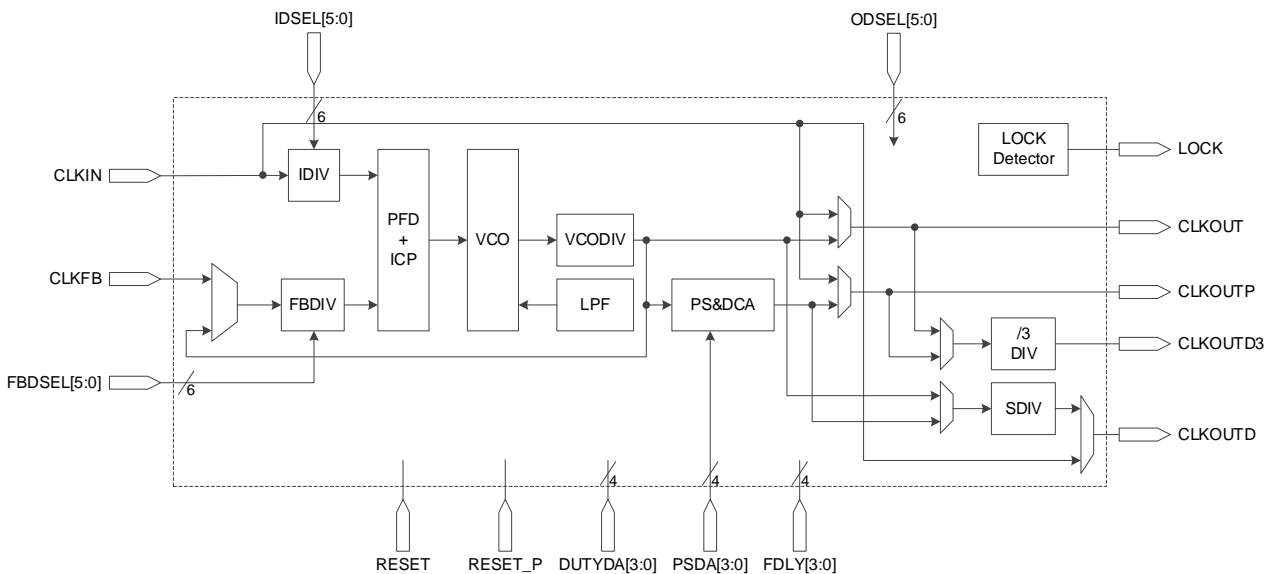 IDSEL[5:0]
ODSEL[5:0]
6
6
LOCK
Detector
LOCK
CLKIN
IDIV
PFD
+
ICP
VCO
VCODIV
CLKOUT
CLKFB
FBDIV
LPF
PS&DCA
CLKOUTP
/3
DIV
CLKOUTD3
FBDSEL[5:0]
6
SDIV
CLKOUTD
4
4
4
RESET
RESET_P
DUTYDA[3:0]
PSDA[3:0]
FDLY[3:0]